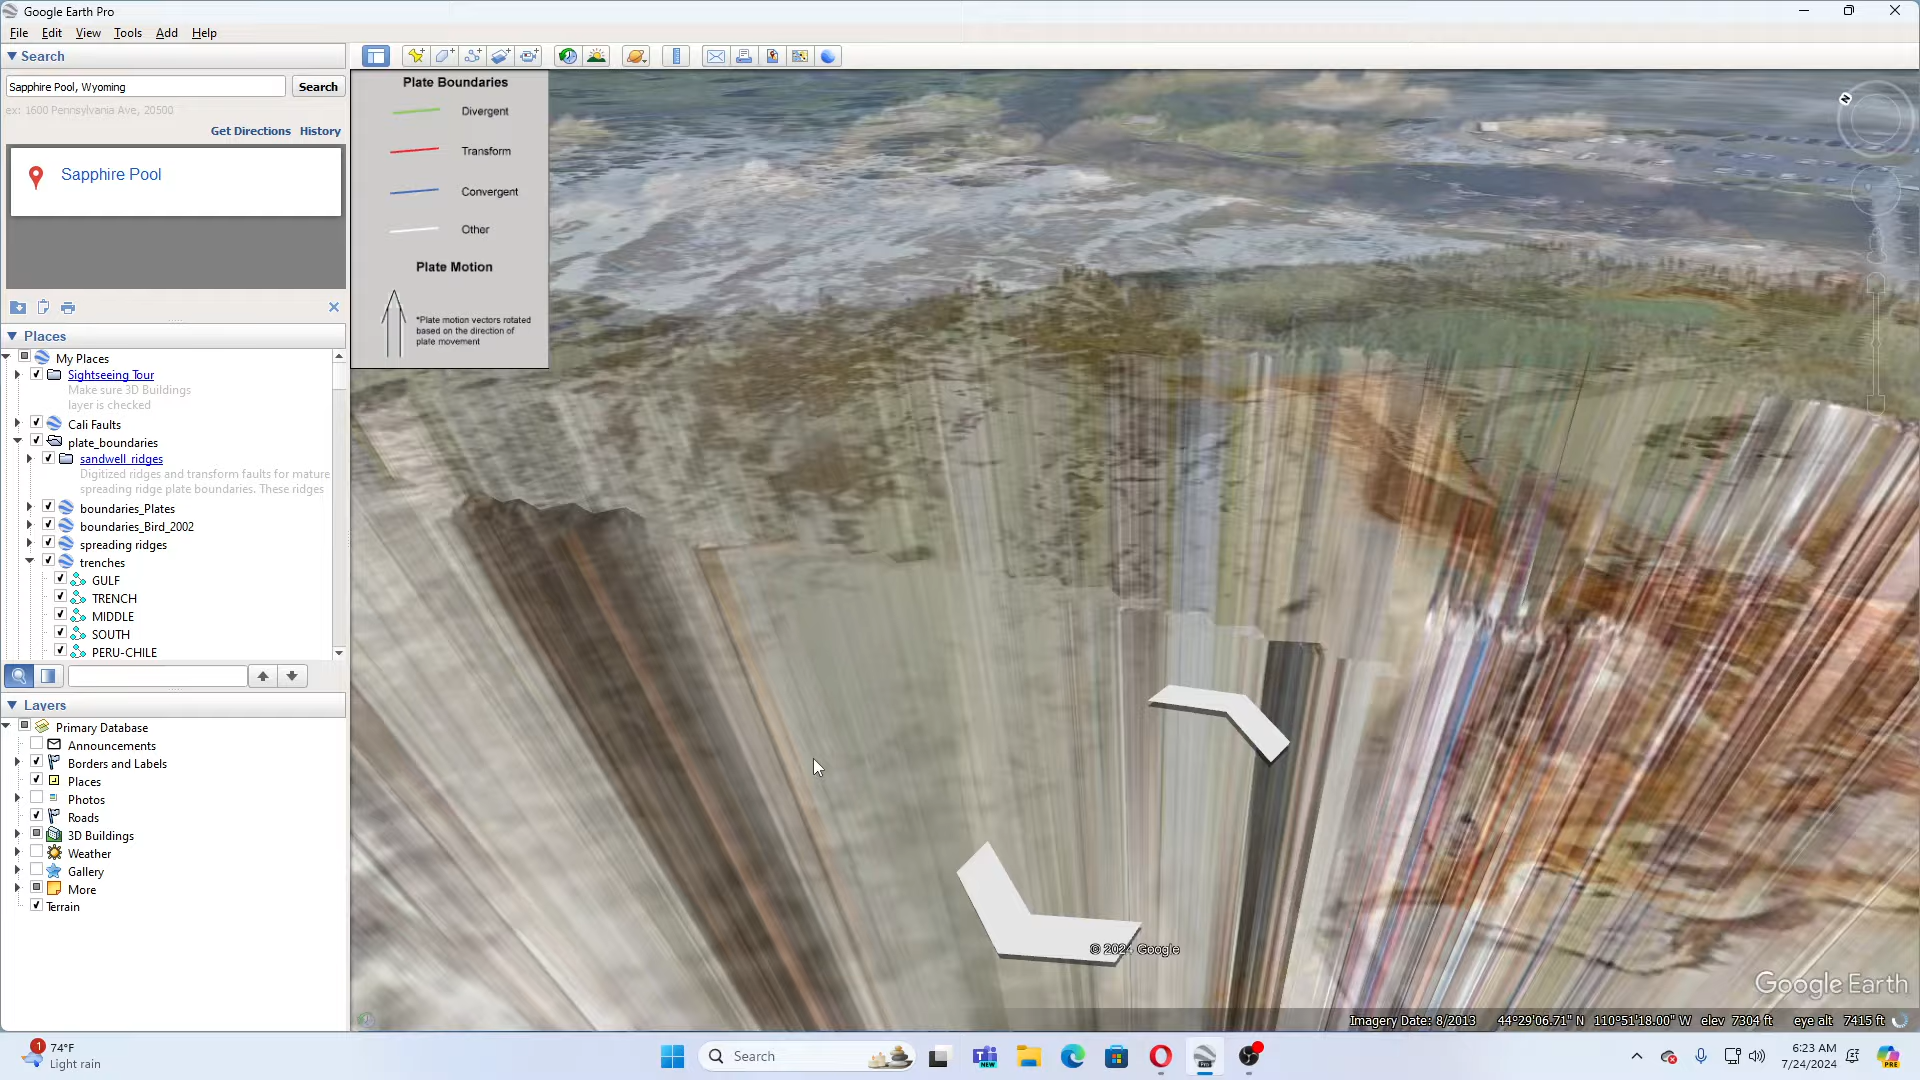 Google Earth Pro
File Edit View Tools Add Help
Search
Sapphire Pool, Wyoming
Search
ex: 1600 Pennsylvania Ave, 20500
Get Directions History
Sapphire Pool
Places
My Places
Sightseeing Tour
Make sure 3D Buildings
layer is checked
Cali Faults
plate_boundaries
sandwell_ridges
Digitized ridges and transform faults for mature
spreading ridge plate boundaries. These ridges
boundaries_Plates
boundaries_Bird_2002
spreading ridges
trenches
GULF
TRENCH
MIDDLE
SOUTH
PERU-CHILE
Layers
Primary Database
Announcements
Borders and Labels
Places
Photos
Roads
3D Buildings
Weather
Gallery
More
Terrain
Plate Boundaries
Divergent
Transform
Convergent
Other
Plate Motion
*Plate motion vectors rotated
based on the direction of
plate movement
N
© 2024 Google
Google Earth
Imagery Date: 8/2013 44°29'06.71" N 110°51'18.00" W elev 7304 ft eye alt 7415 ft
1
74°F
Light rain
Search
NEW
6:23 AM
7/24/2024
PRE